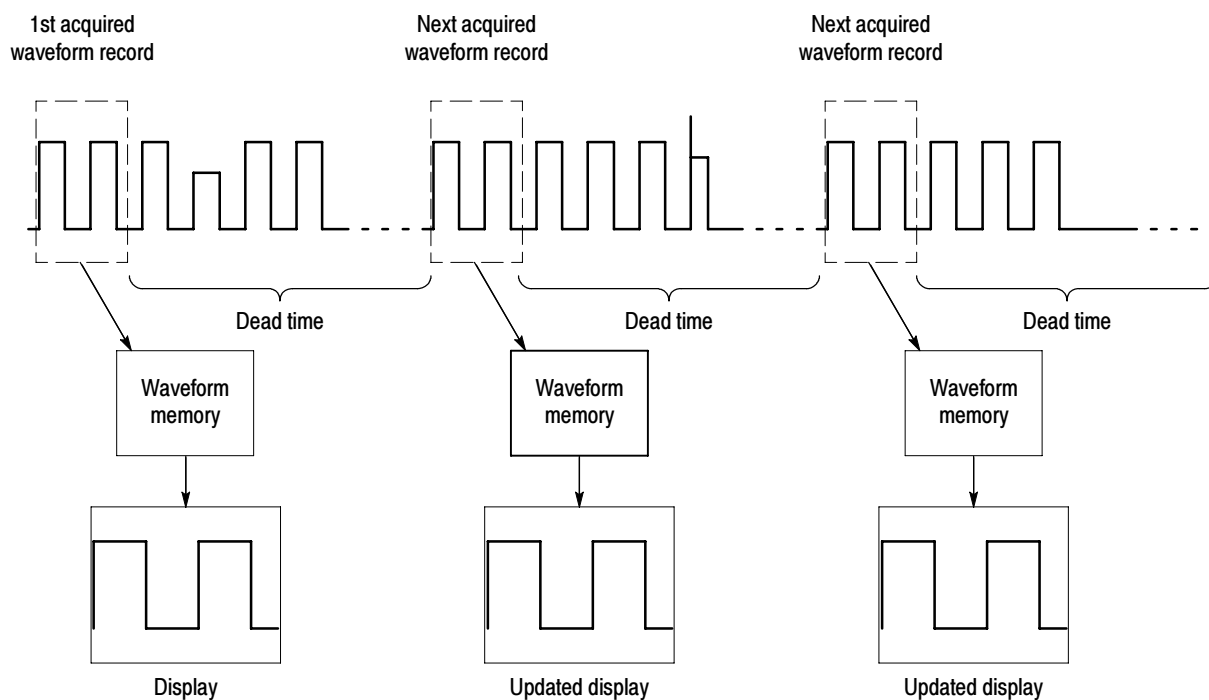 1st acquired
waveform record
Next acquired
waveform record
Next acquired
waveform record
Dead time
Dead time
Dead time
Waveform
memory
Waveform
memory
Waveform
memory
Display
Updated display
Updated display